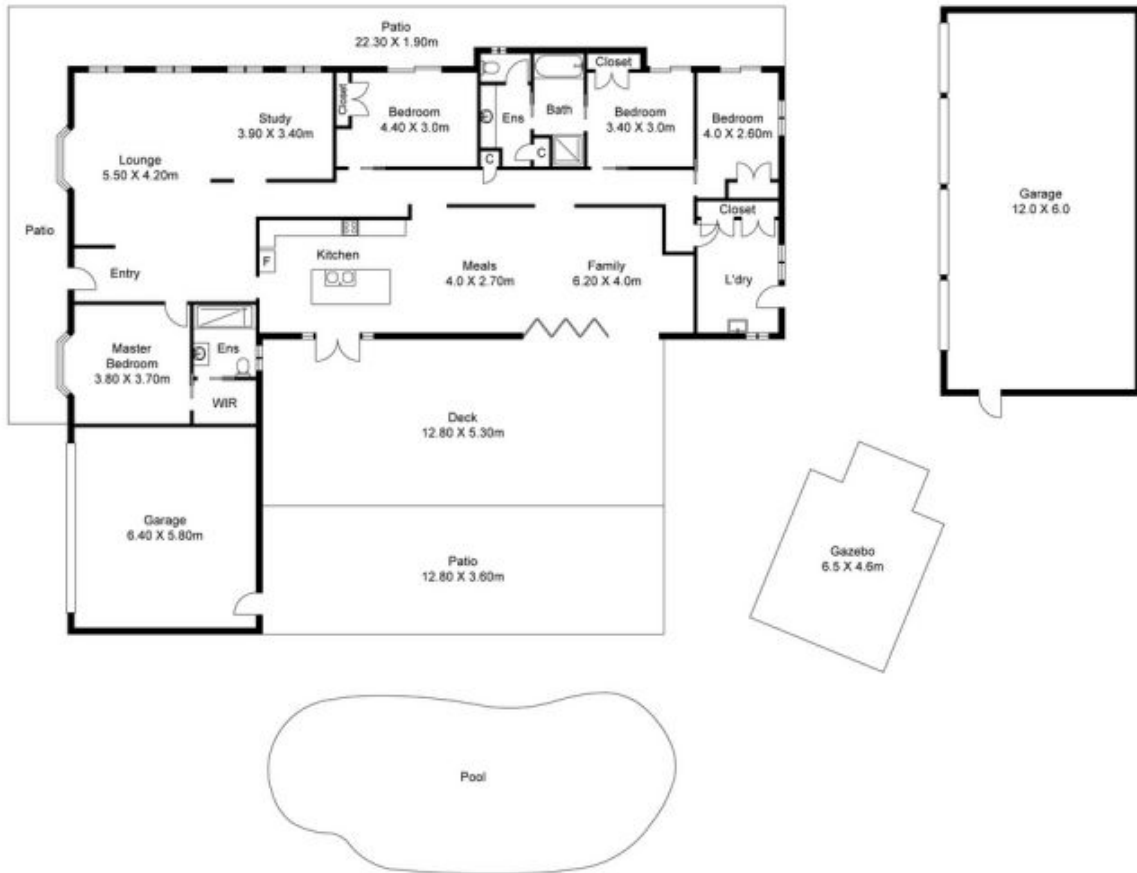 Patio
22.30 X 1.90m
Closet
Closet
Study
3.90 X 3.40m
Bedroom
4.40 X 3.0m
Ens
Bath
Bedroom
3.40 X 3.0m
Bedroom
4.0 X 2.60m
C
C
Lounge
5.50 X 4.20m
Garage
12.0 X 6.0
Patio
Closet
Entry
F
Kitchen
Meals
4.0 X 2.70m
Family
6.20 X 4.0m
L'dry
Master
Bedroom
3.80 X 3.70m
Ens
WIR
Deck
12.80 X 5.30m
Garage
6.40 X 5.80m
Patio
12.80 X 3.60m
Gazebo
6.5 X 4.6m
Pool